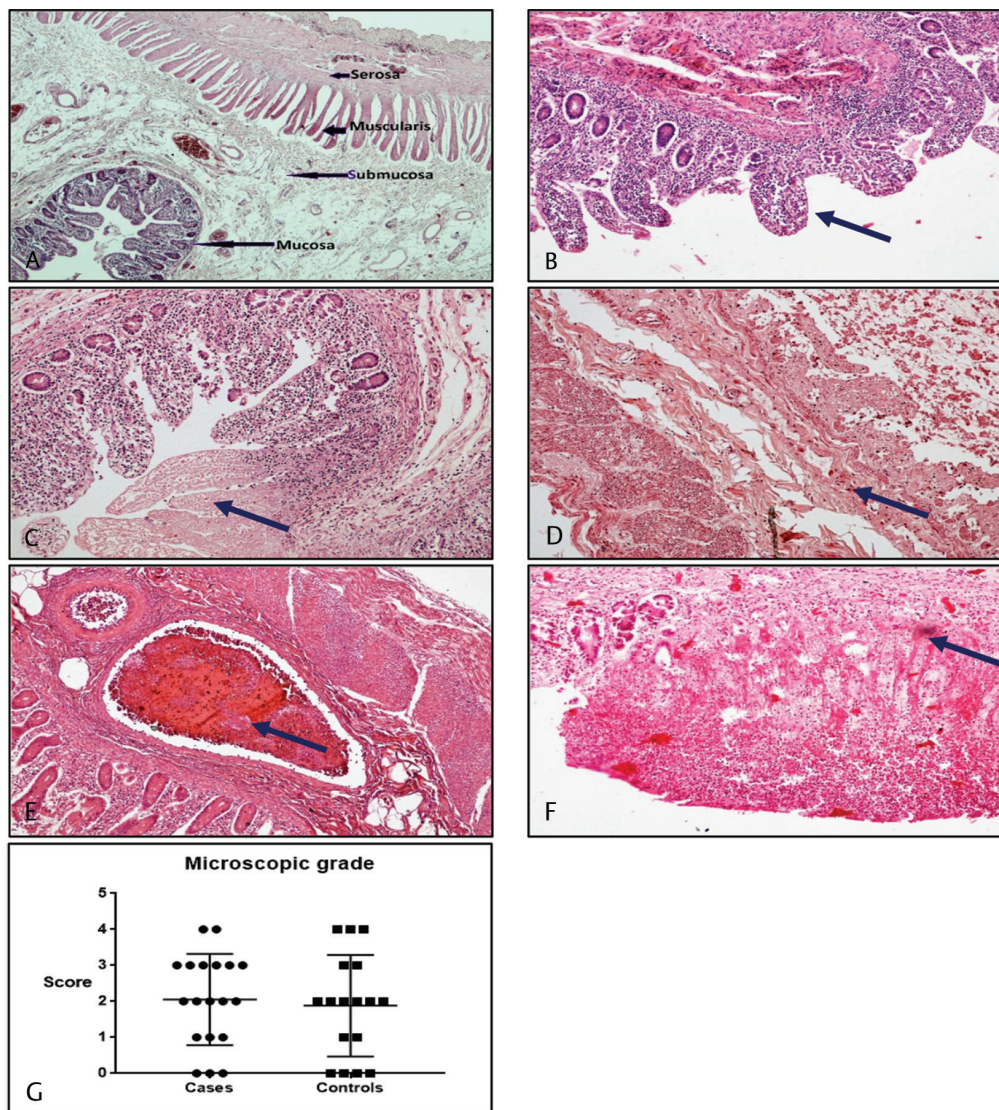 Serosa
Muscularis
Submucosa
Mucosa
A
B
C
D
E
F
Microscopic grade
5
4
3
2
1
0
Score
Cases
Controls
G